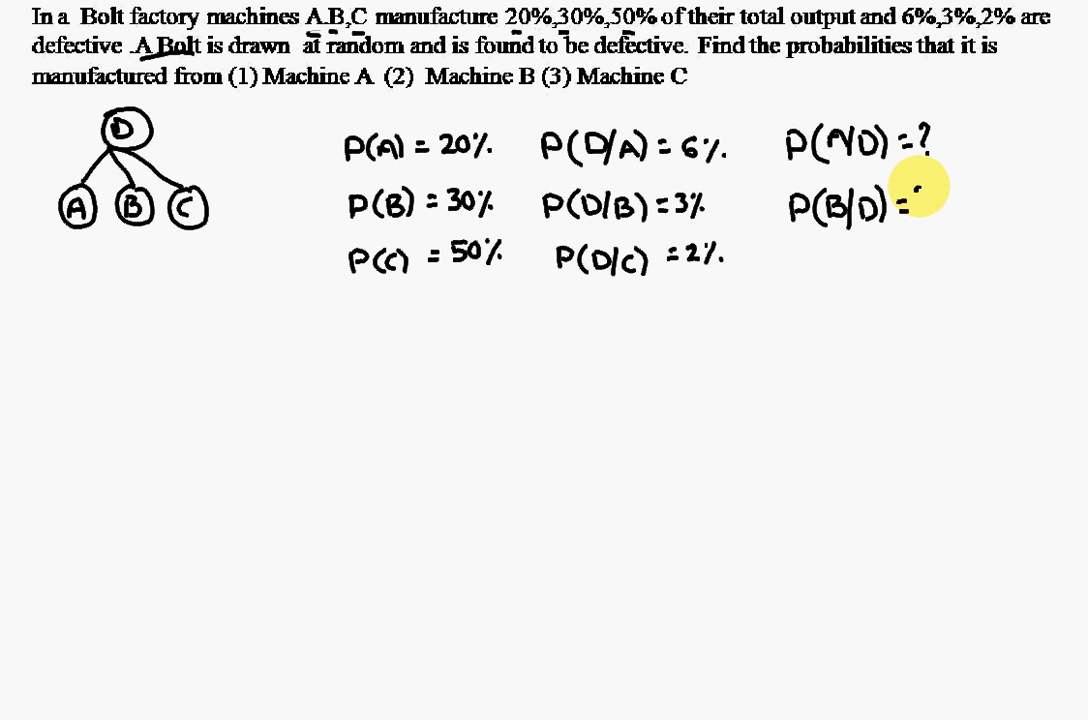 In a Bolt factory machines A,B,C manufacture 20%,30%,50% of their total output and 6%,3%,2% are
defective .A Bolt is drawn at random and is found to be defective. Find the probabilities that it is
manufactured from (1) Machine A (2) Machine B (3) Machine C
D
A B C
P(A) = 20% P(D/A) = 6% P(A/D) = ?
P(B) = 30% P(D/B) = 3% P(B/D) =
P(C) = 50% P(D/C) = 2%